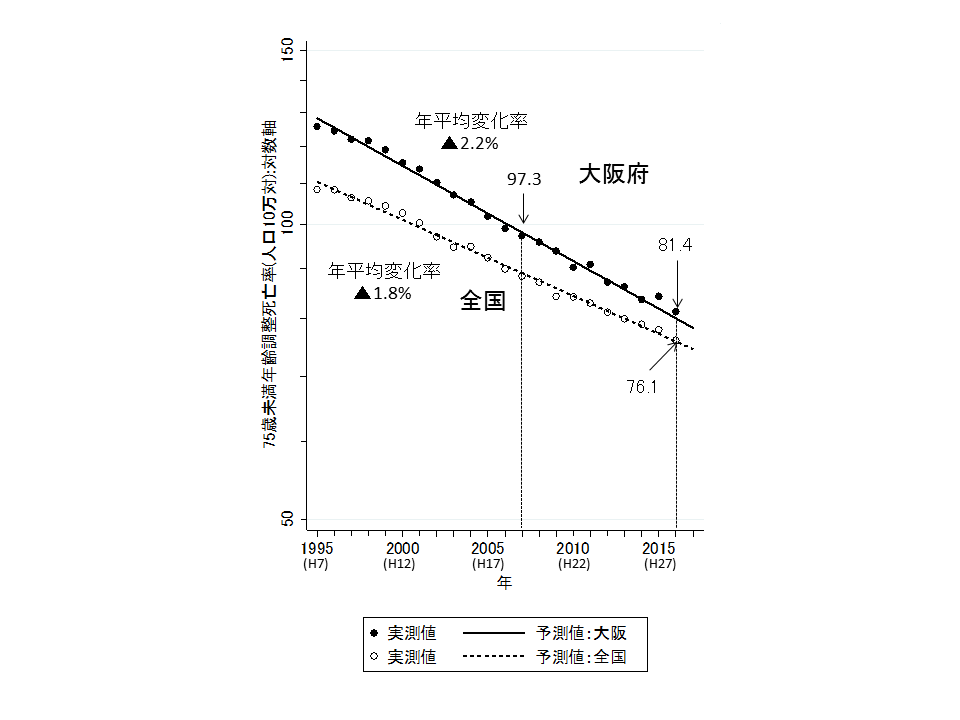 150
年平均変化率
▲2.2%
大阪府
97.3
100
81.4
年平均変化率
▲1.8%
全国
76.1
50
75歳未満年齢調整死亡率(人口10万対):対数軸
1995 2000 2005 2010 2015
(H7) (H12) (H17) (H22) (H27)
年
実測値 予測値:大阪
実測値 予測値:全国